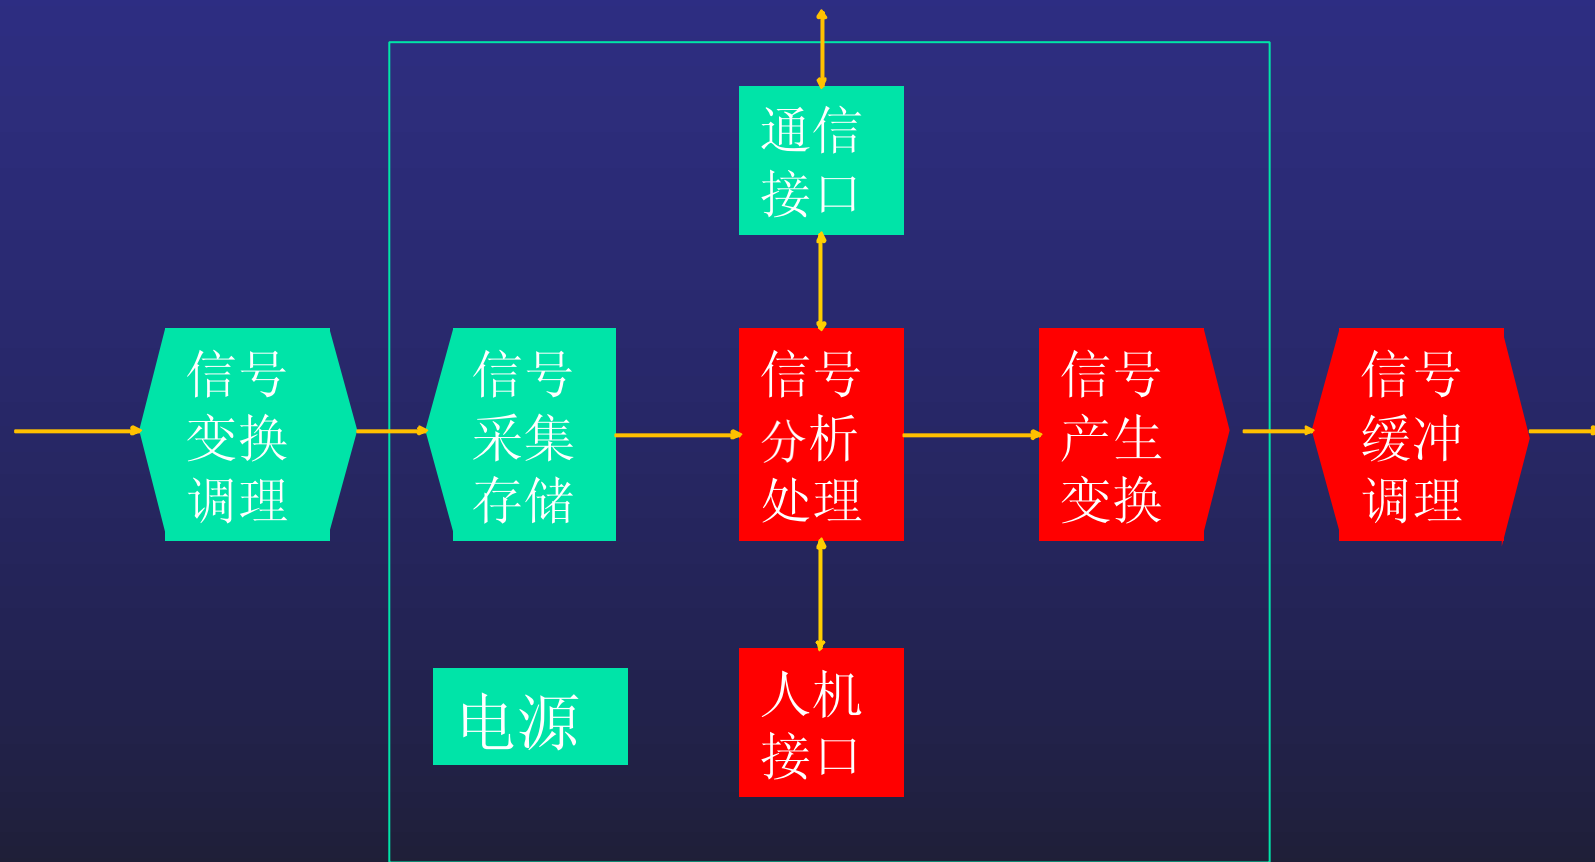 通信
接口
信号
变换
调理
信号
采集
存储
信号
分析
处理
信号
产生
变换
信号
缓冲
调理
电源
人机
接口